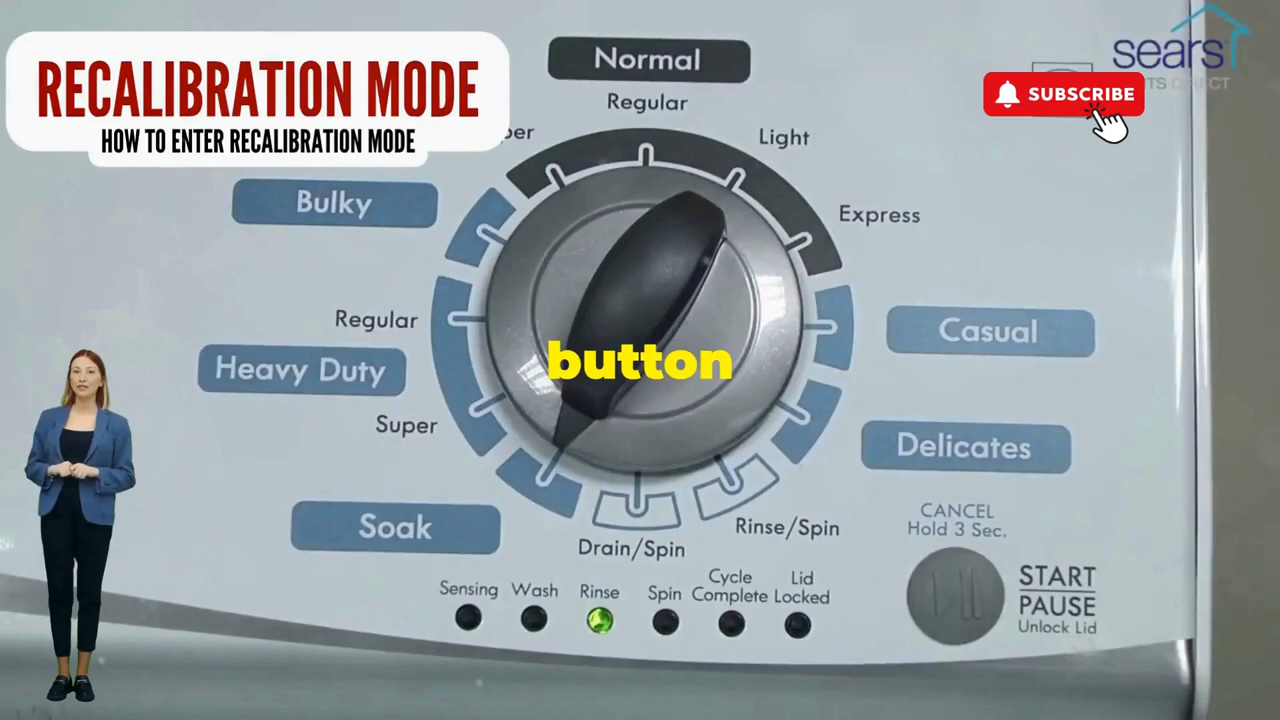 RECALIBRATION MODE
HOW TO ENTER RECALIBRATION MODE
sears
DIRECT
SUBSCRIBE
Normal
Regular
Light
Express
Bulky
Regular
Heavy Duty
Super
Soak
Casual
Delicates
button
Rinse/Spin
Drain/Spin
CANCEL
Hold 3 Sec.
START
PAUSE
Unlock Lid
Sensing
Wash
Rinse
Spin
Cycle
Complete
Lid
Locked